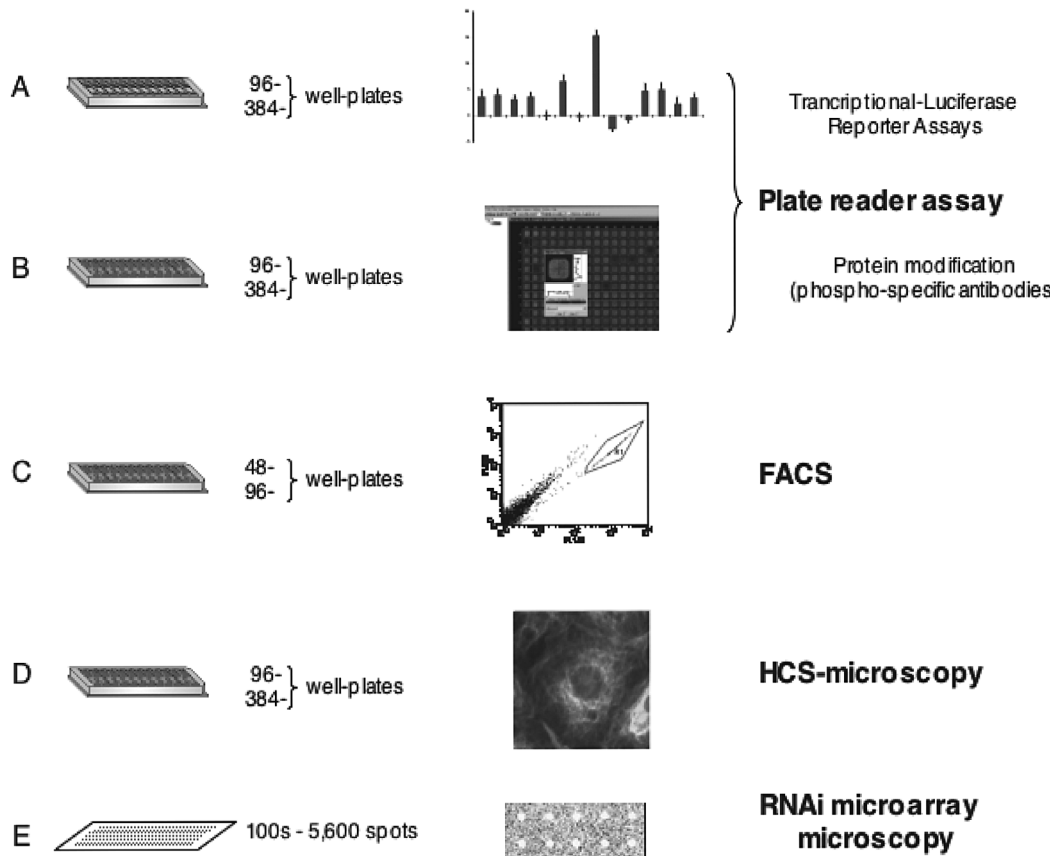 A
96-
384-
well-plates
Trancriptional-Luciferase
Reporter Assays
Plate reader assay
B
96-
384-
well-plates
Protein modification
(phospho-specific antibodies
C
48-
96-
well-plates
R1
FACS
D
96-
384-
well-plates
HCS-microscopy
E
100s - 5,600 spots
RNAi microarray
microscopy